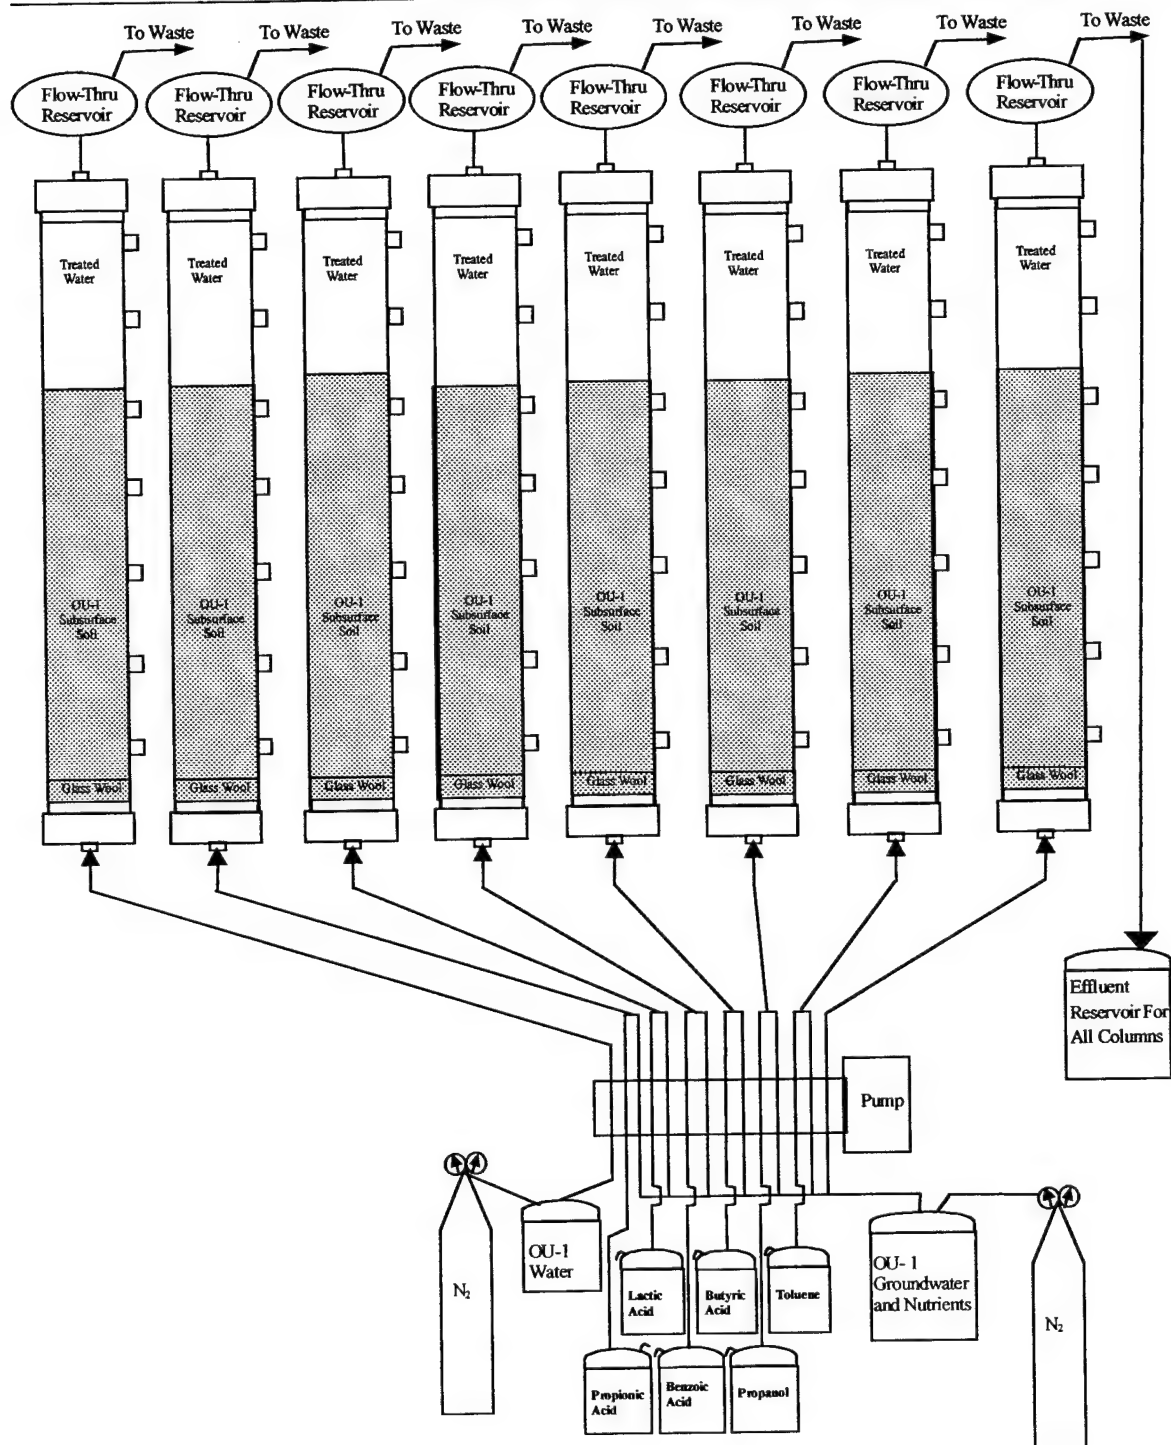 To Waste
To Waste
To Waste
To Waste
To Waste
To Waste
To Waste
To Waste
Flow-Thru
Reservoir
Flow-Thru
Reservoir
Flow-Thru
Reservoir
Flow-Thru
Reservoir
Flow-Thru
Reservoir
Flow-Thru
Reservoir
Flow-Thru
Reservoir
Flow-Thru
Reservoir
Treated
Water
Treated
Water
Treated
Water
Treated
Water
Treated
Water
Treated
Water
Treated
Water
Treated
Water
OU-1
Subsurface
Soil
OU-1
Subsurface
Soil
OU-1
Subsurface
Soil
OU-1
Subsurface
Soil
OU-1
Subsurface
Soil
OU-1
Subsurface
Soil
OU-1
Subsurface
Soil
OU-1
Subsurface
Soil
Glass Wool
Glass Wool
Glass Wool
Glass Wool
Glass Wool
Glass Wool
Glass Wool
Glass Wool
Effluent
Reservoir For
All Columns
Pump
N2
OU-1
Water
Lactic
Acid
Butyric
Acid
Toluene
OU- 1
Groundwater
and Nutrients
N2
Propionic
Acid
Benzoic
Acid
Propanol